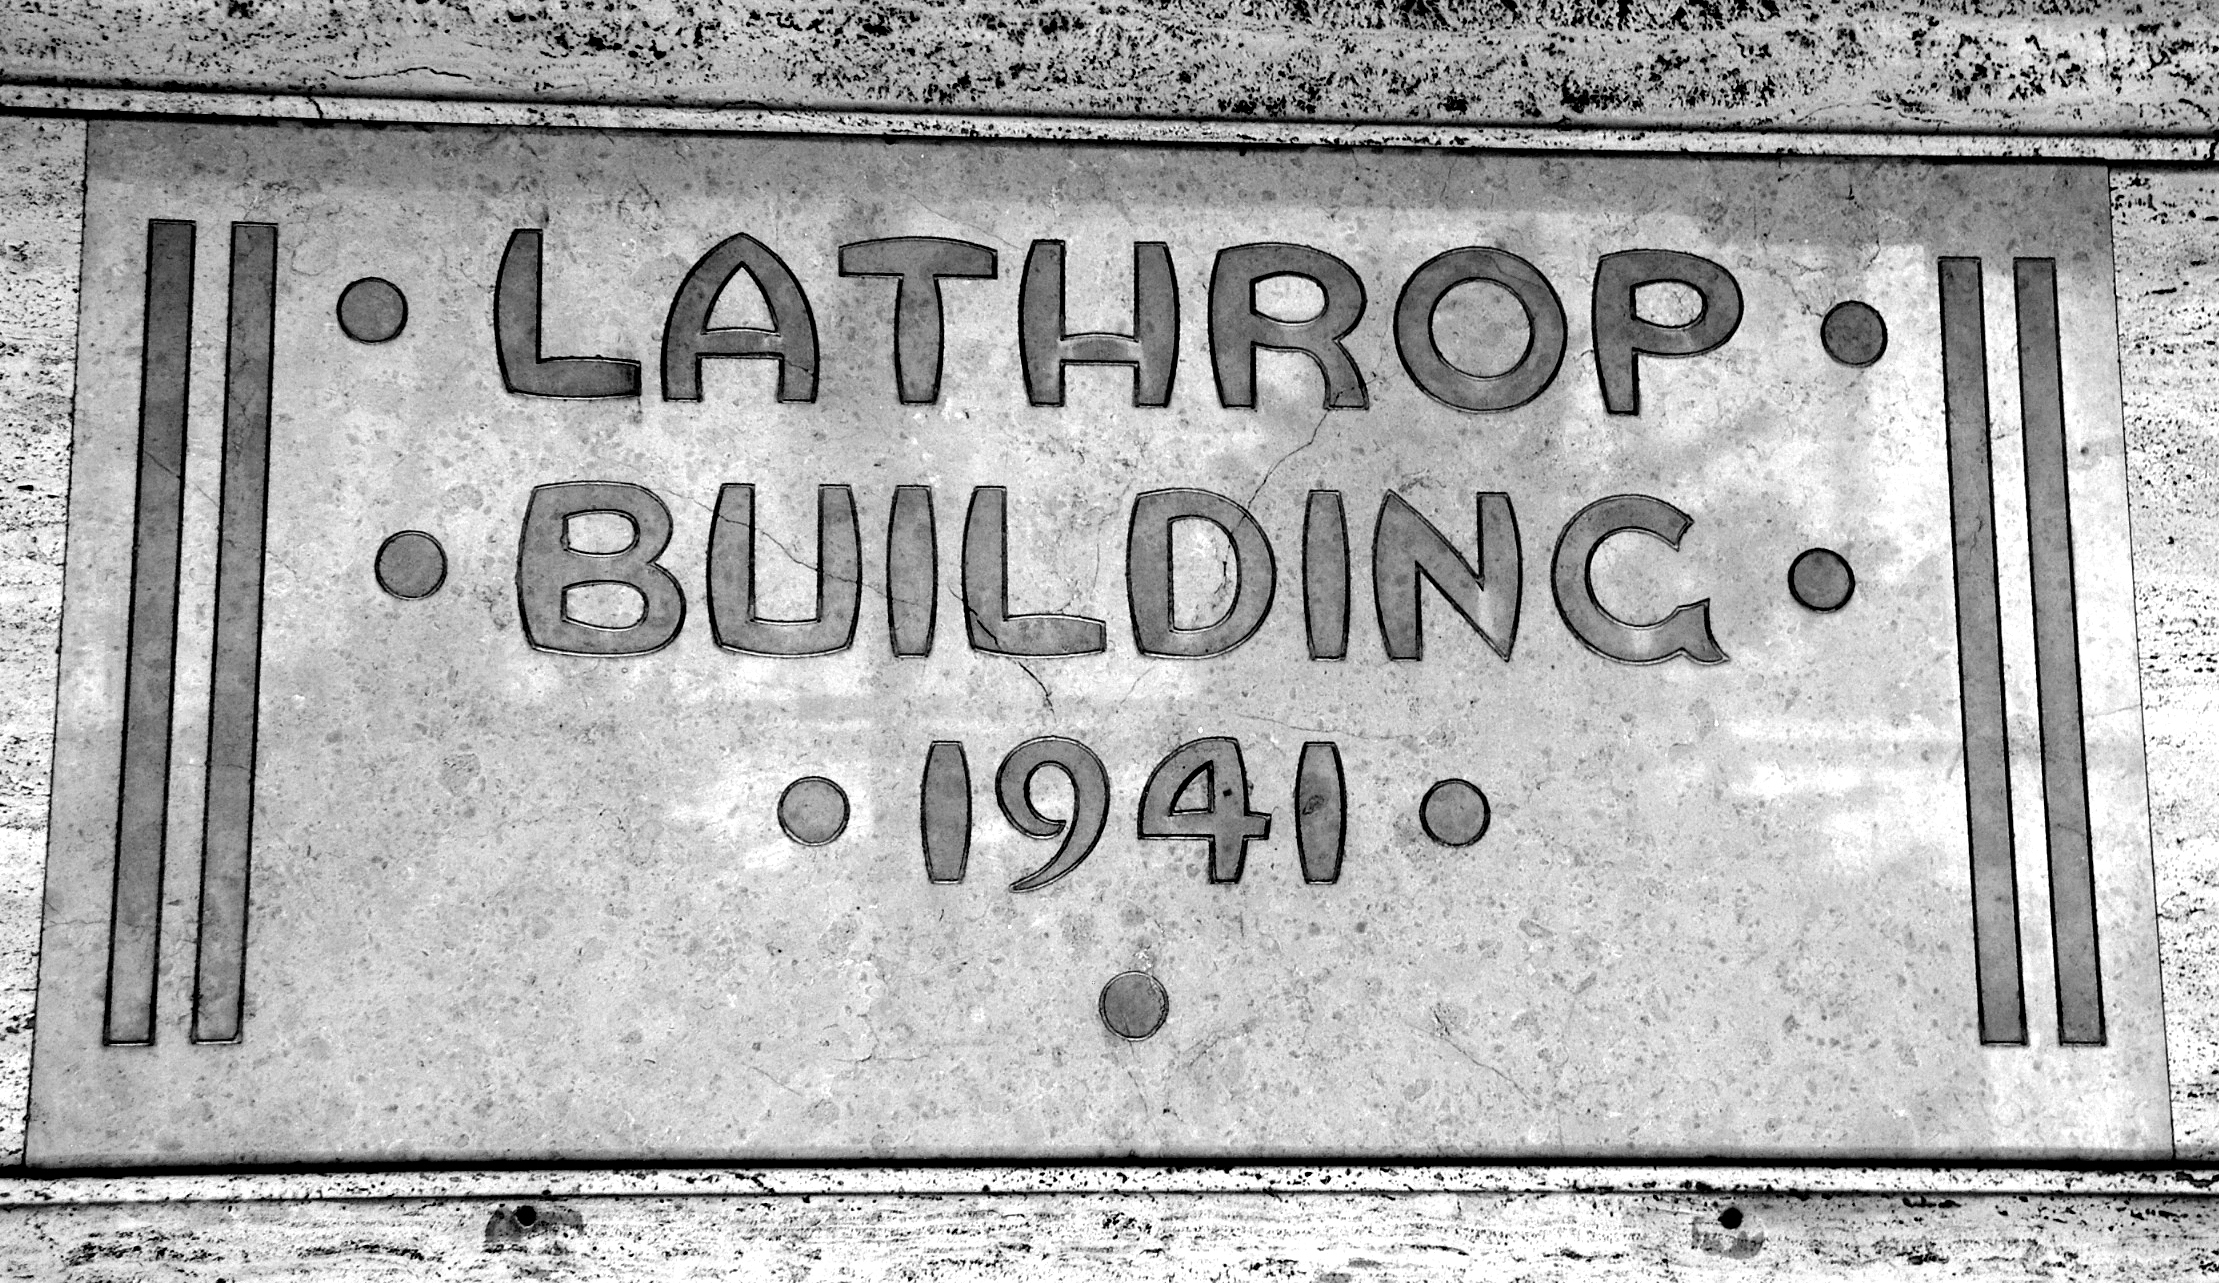 • LATHROP •
• BUILDING •
• 1941 •